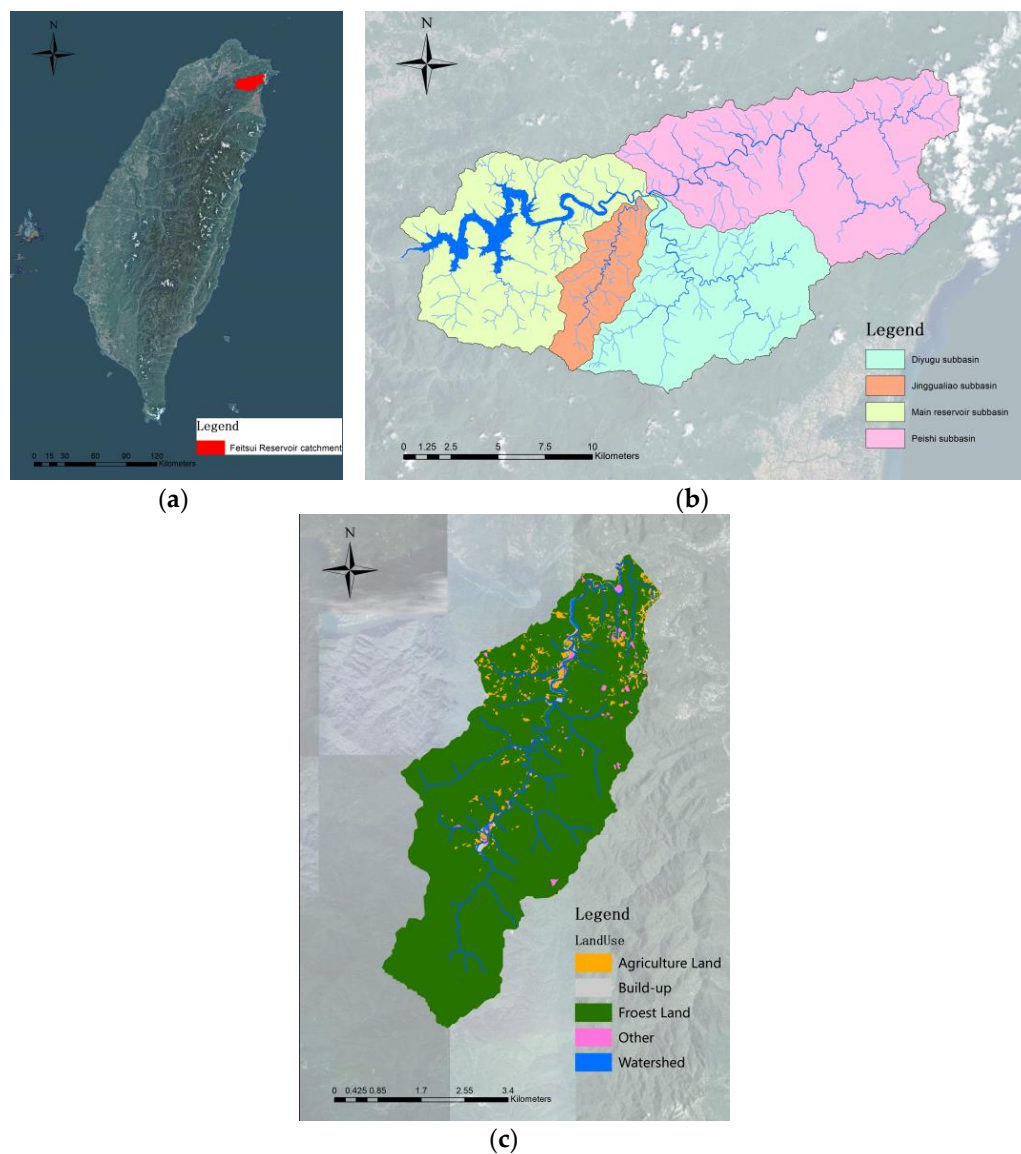 N
Legend
Feitsui Reservoir catchment
0 15 30 60 90 120
Kilometers
(a)
N
Legend
Diyugu subbasin
Jinggualiao subbasin
Main reservoir subbasin
Peishi subbasin
0 1.25 2.5 5 7.5 10
Kilometers
(b)
N
Legend
LandUse
Agriculture Land
Build-up
Froest Land
Other
Watershed
0 0.425 0.85 1.7 2.55 3.4
Kilometers
(c)